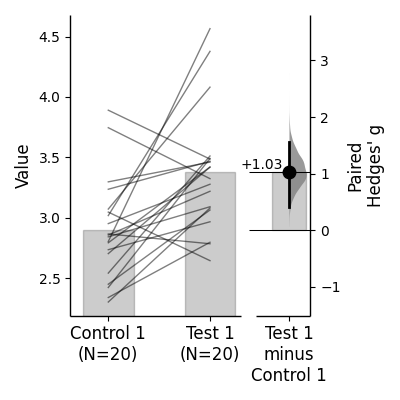 4.5
4.0
3.5
3.0
2.5
Value
Control 1
(N=20)
Test 1
(N=20)
+1.03
3
2
1
0
−1
Paired
Hedges' g
Test 1
minus
Control 1